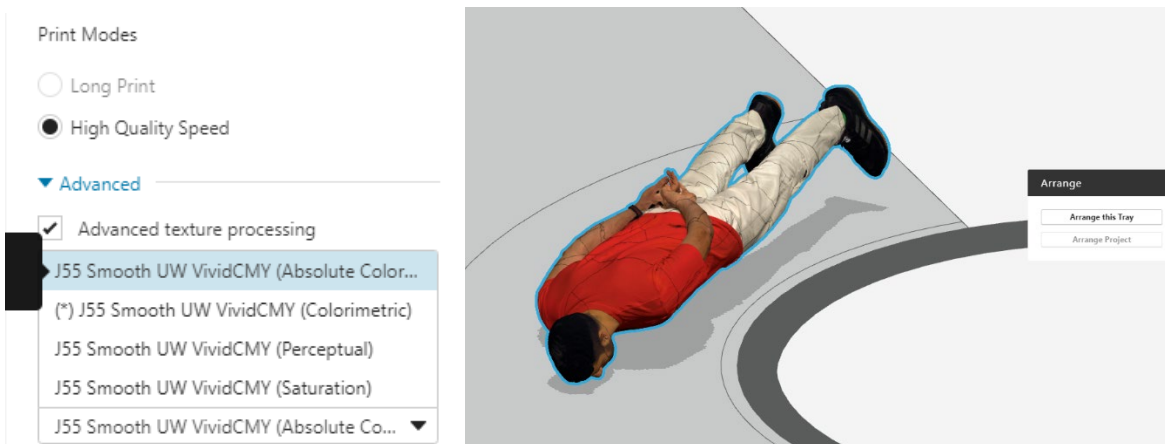 Print Modes
Long Print
High Quality Speed
Advanced
Advanced texture processing
J55 Smooth UW VividCMY (Absolute Color...
(*) J55 Smooth UW VividCMY (Colorimetric)
J55 Smooth UW VividCMY (Perceptual)
J55 Smooth UW VividCMY (Saturation)
J55 Smooth UW VividCMY (Absolute Co...
Arrange
Arrange this Tray
Arrange Project